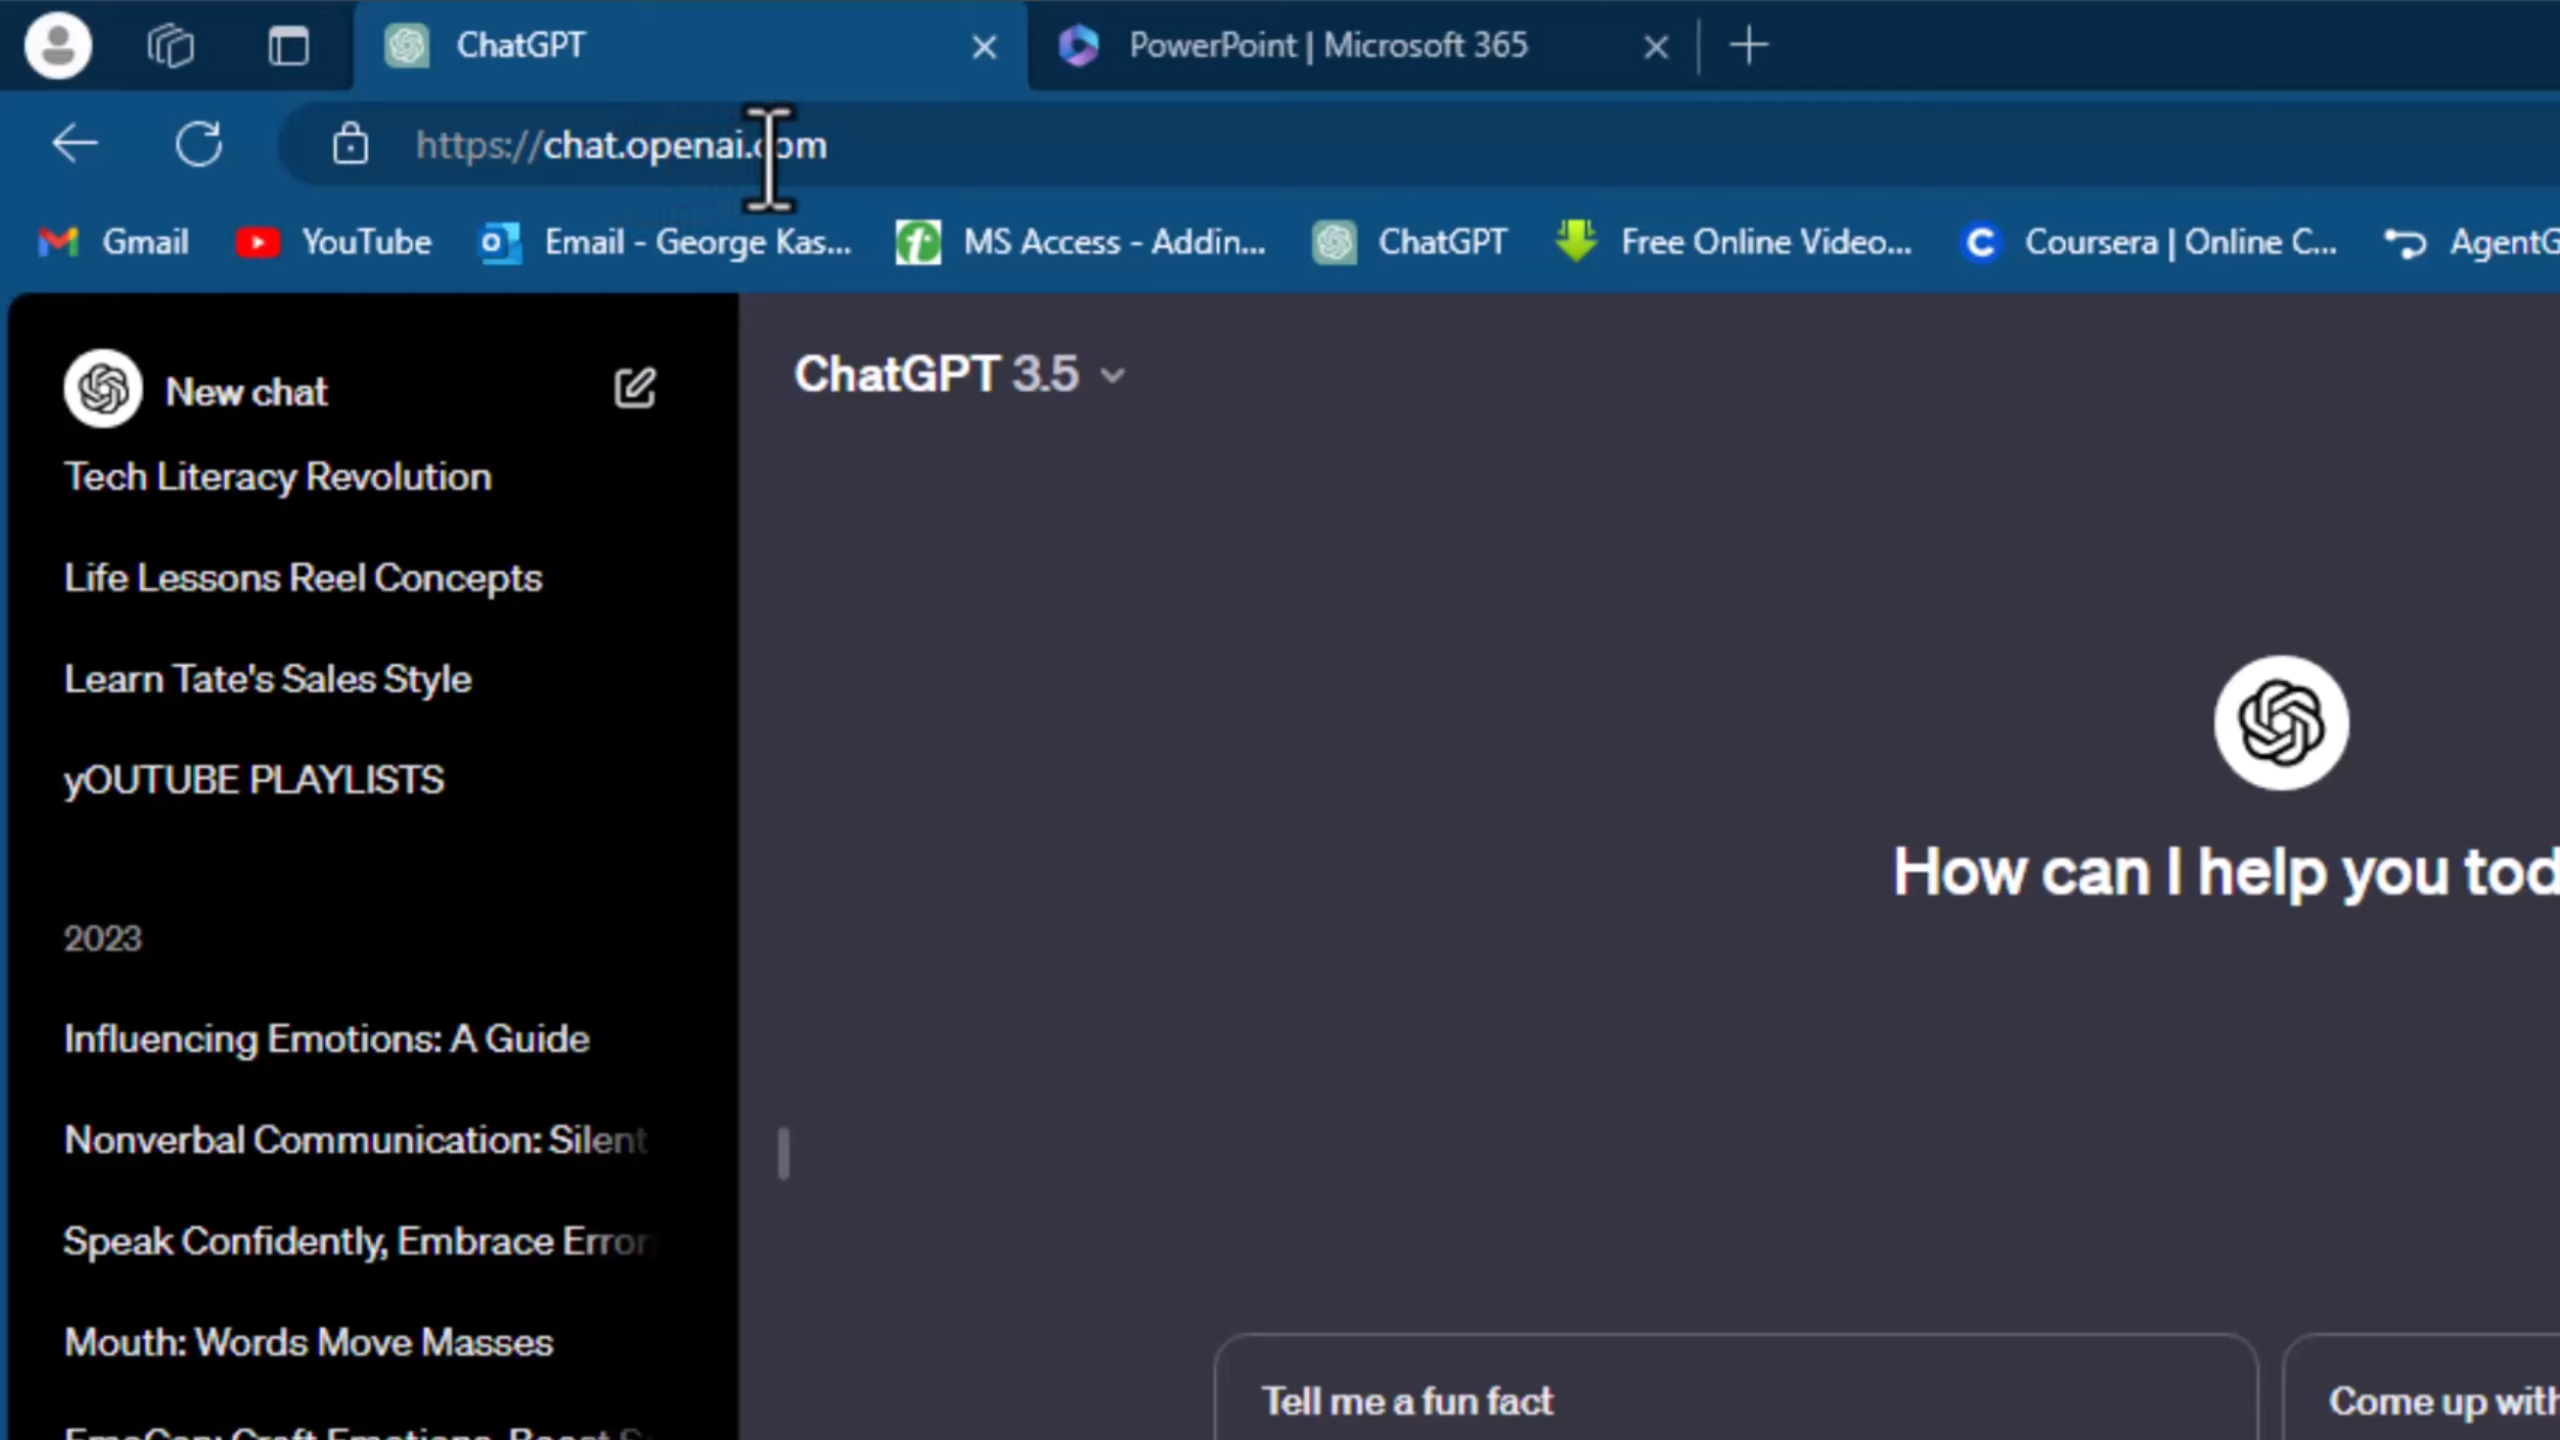 ChatGPT
PowerPoint | Microsoft 365
https://chat.openai.com
Gmail
YouTube
Email - George Kas...
MS Access - Addin...
ChatGPT
Free Online Video...
Coursera | Online C...
AgentG
New chat
ChatGPT 3.5
Tech Literacy Revolution
Life Lessons Reel Concepts
Learn Tate's Sales Style
yOUTUBE PLAYLISTS
How can I help you tod
2023
Influencing Emotions: A Guide
Nonverbal Communication: Silent
Speak Confidently, Embrace Error
Mouth: Words Move Masses
Tell me a fun fact
Come up with